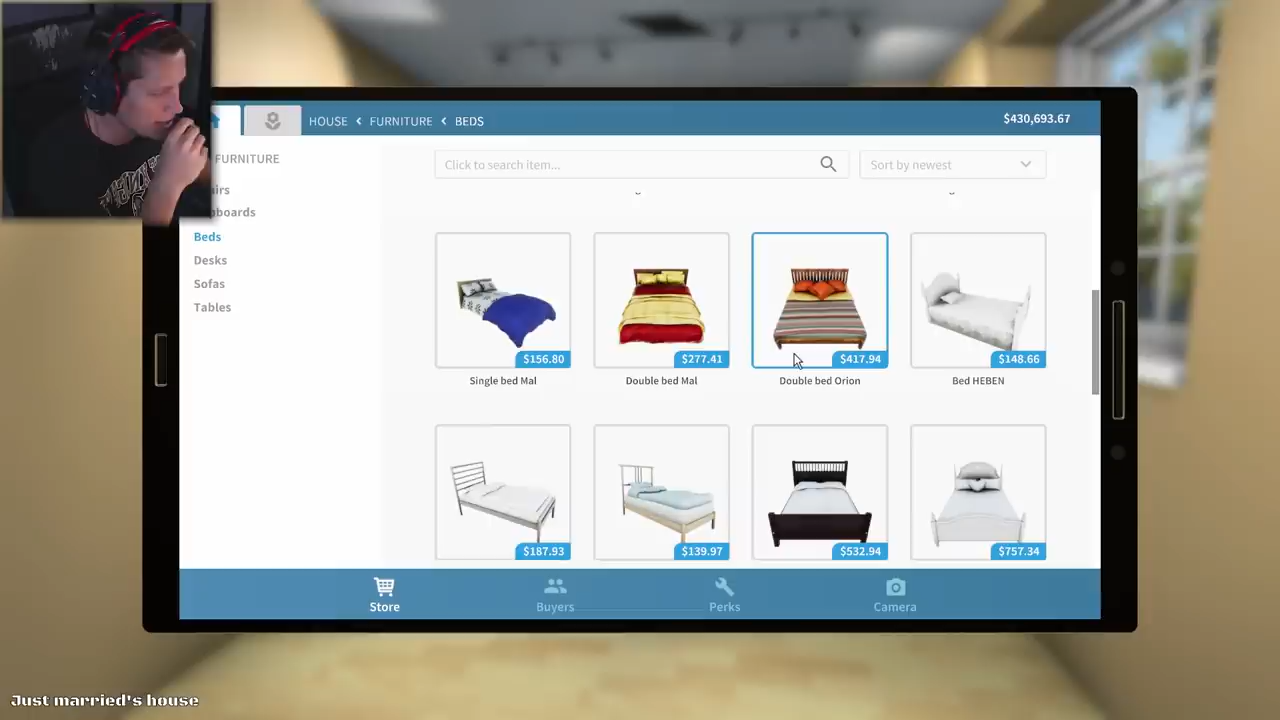 HOUSE < FURNITURE < BEDS
$430,693.67
FURNITURE
Click to search item...
Sort by newest
Beds
Desks
Sofas
Tables
$156.80
$277.41
$417.94
$148.66
Single bed Mal
Double bed Mal
Double bed Orion
Bed HEBEN
$187.93
$139.97
$532.94
$757.34
Store
Buyers
Perks
Camera
Just married's house